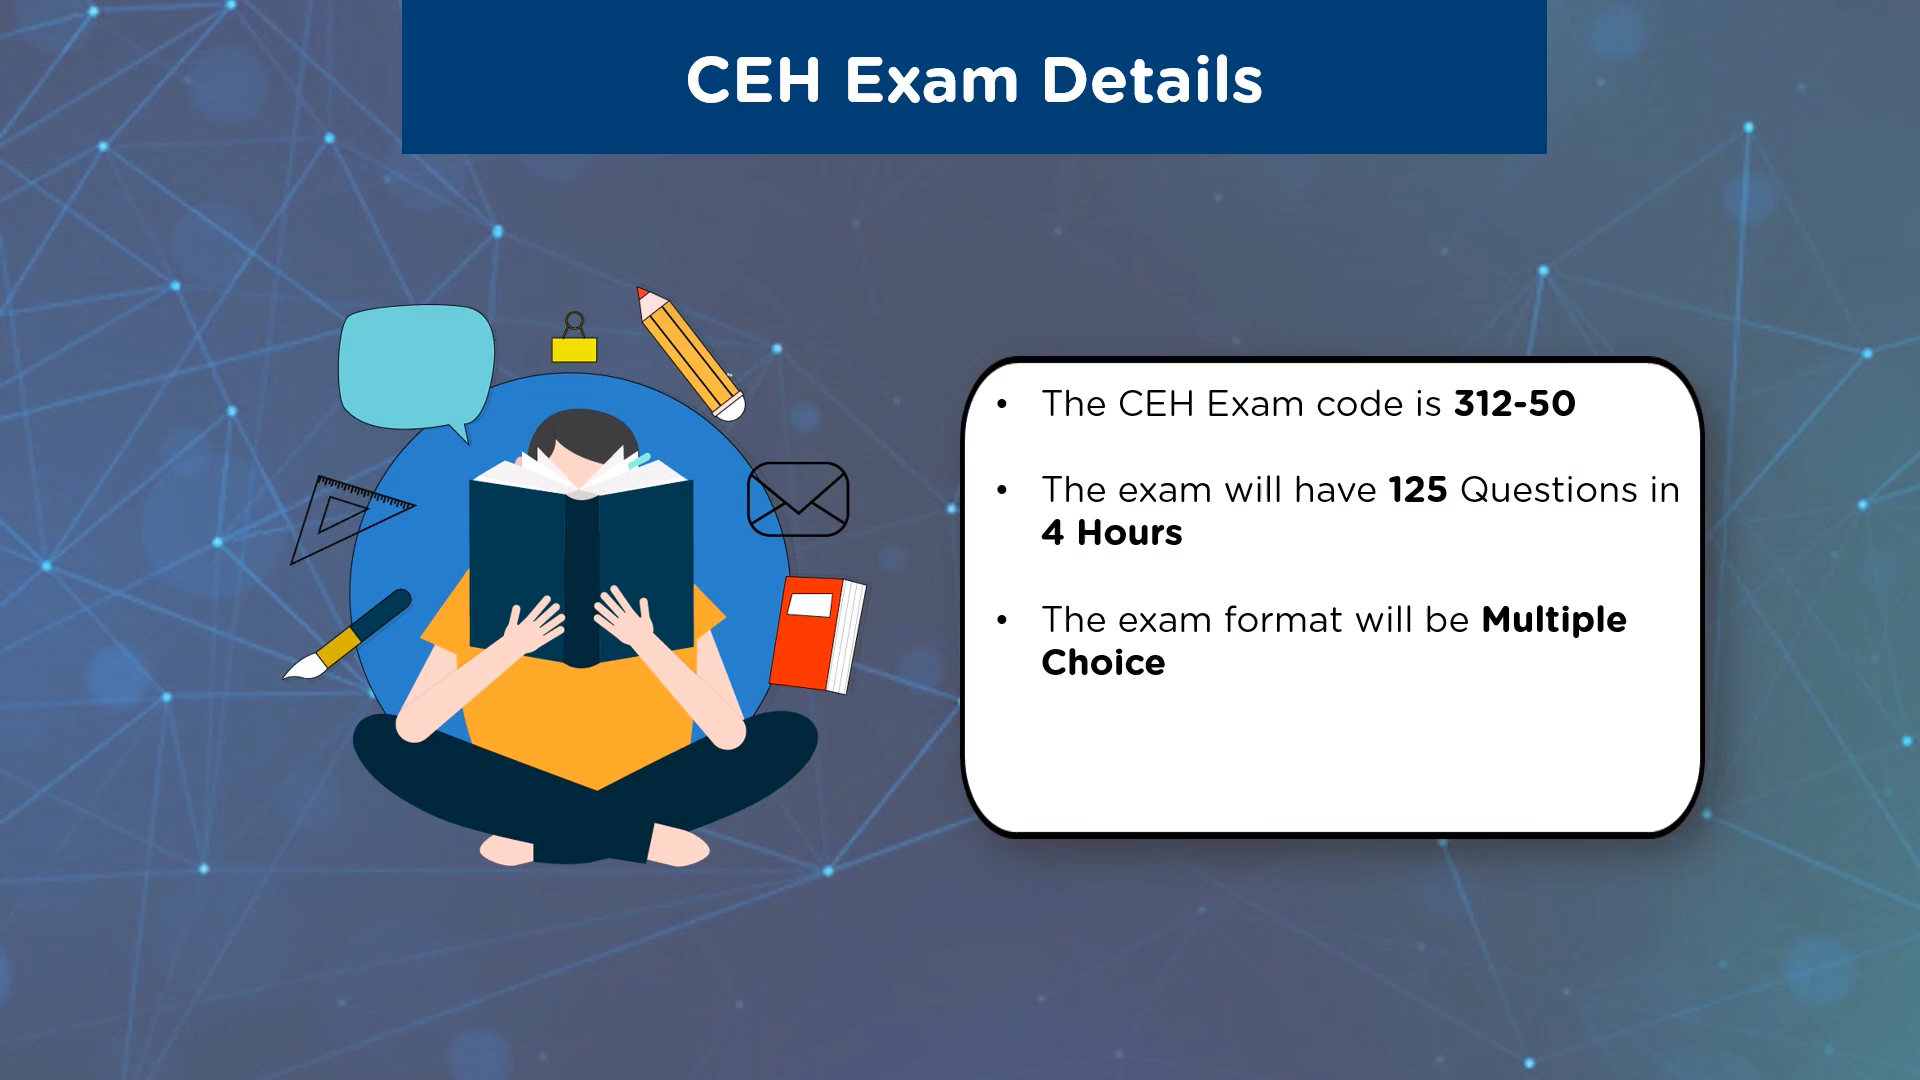 CEH Exam Details
• The CEH Exam code is 312-50
• The exam will have 125 Questions in
4 Hours
• The exam format will be Multiple
Choice